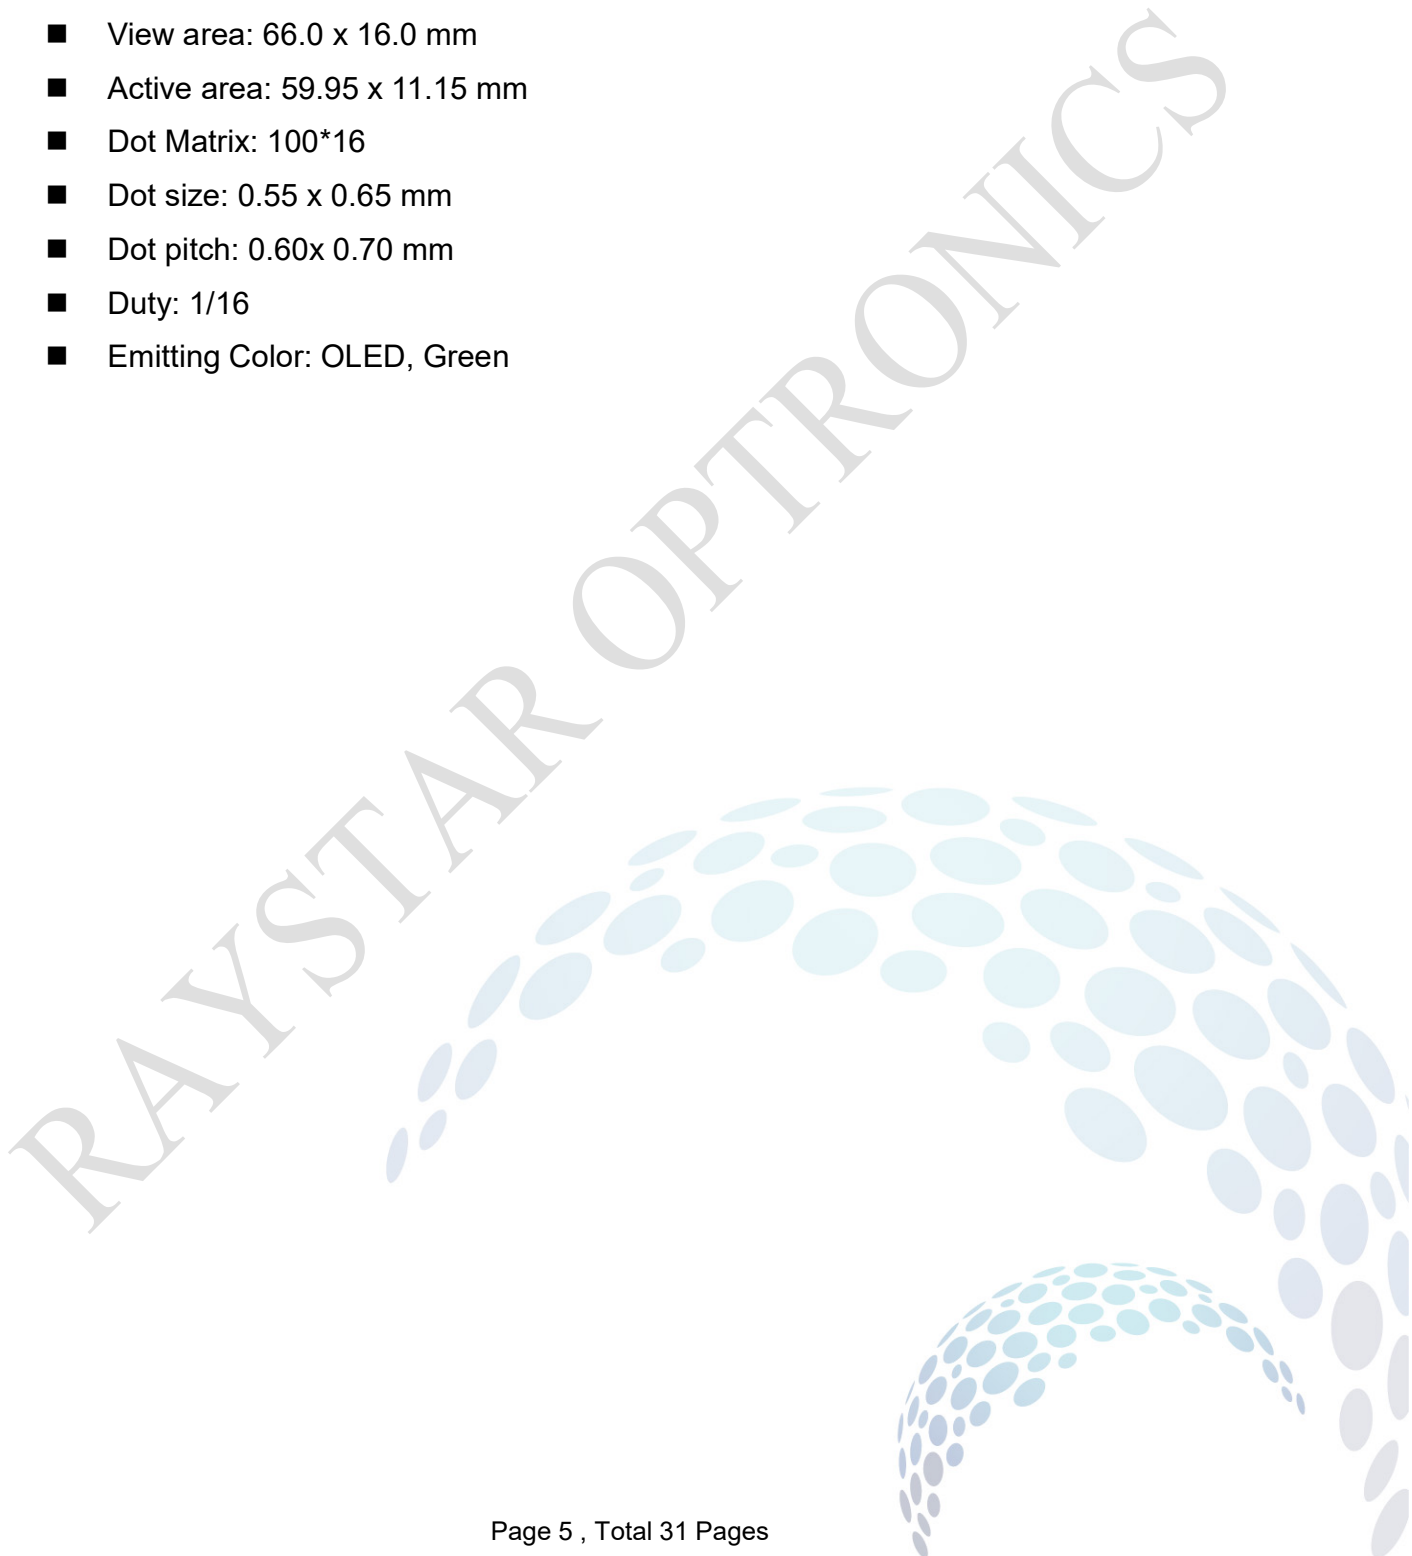 ■ View area: 66.0 x 16.0 mm
■ Active area: 59.95 x 11.15 mm
■ Dot Matrix: 100*16
■ Dot size: 0.55 x 0.65 mm
■ Dot pitch: 0.60x 0.70 mm
■ Duty: 1/16
■ Emitting Color: OLED, Green
RAYSTAR OPTRONICS
Page 5 , Total 31 Pages